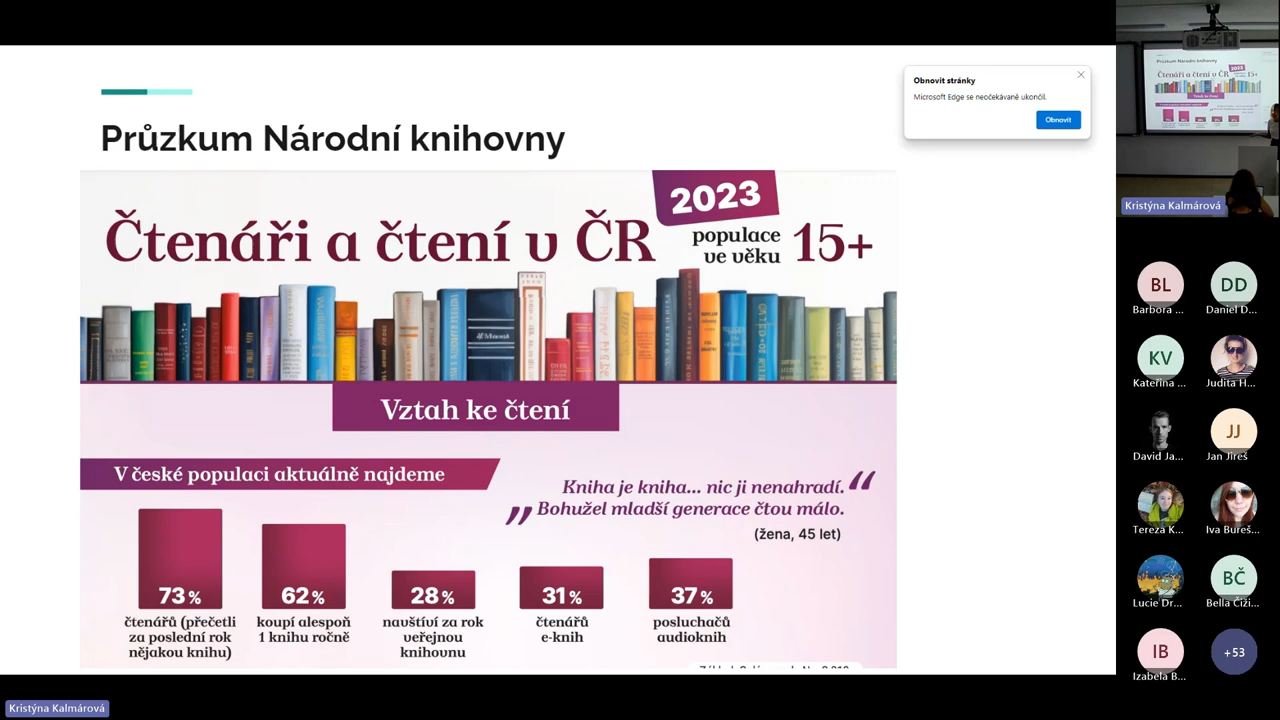 Průzkum Národní knihovny
Obnovit stránky
Microsoft Edge se neočekávaně ukončil.
Obnovit
Čtenáři a čtení v ČR
2023
populace
ve věku
15+
Vztah ke čtení
V české populaci aktuálně najdeme
Kniha je kniha... nic ji nenahradí.“
„Bohužel mladší generace čtou málo.
(žena, 45 let)
73 %
čtenářů (přečetli
za poslední rok
nějakou knihu)
62 %
koupí alespoň
1 knihu ročně
28 %
navštíví za rok
veřejnou
knihovnu
31 %
čtenářů
e-knih
37 %
posluchačů
audioknih
Kristýna Kalmárová
Kristýna Kalmárová
BL
Barbora ...
DD
Daniel D...
KV
Kateřina ...
Judita H...
David Ja...
JJ
Jan Jireš
Tereza K...
Iva Bureš...
Lucie Dr...
BČ
Bella Číži...
IB
Izabela B...
+53